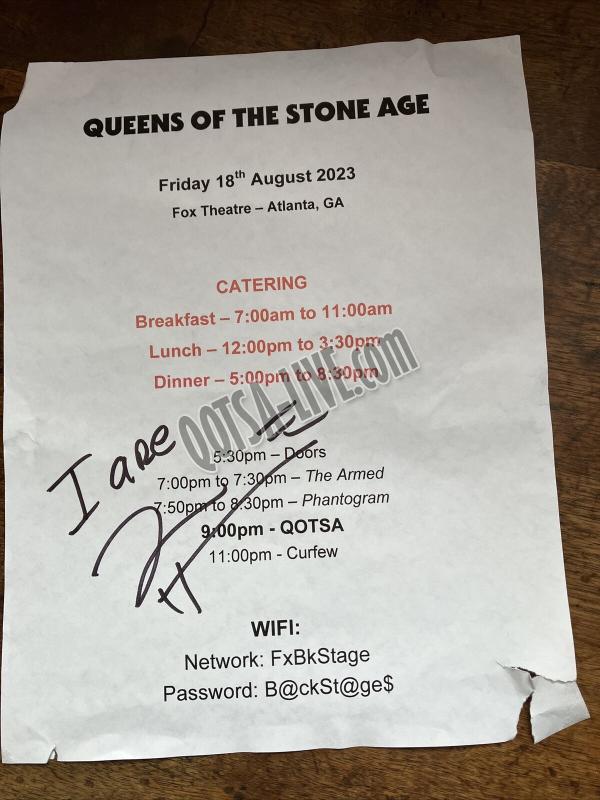 QUEENS OF THE STONE AGE
Friday 18th August 2023
Fox Theatre – Atlanta, GA
CATERING
Breakfast – 7:00am to 11:00am
Lunch – 12:00pm to 3:30pm
Dinner – 5:00pm to 8:30pm
QOTSA-LIVE.com
I are
5:30pm – Doors
7:00pm to 7:30pm – The Armed
7:50pm to 8:30pm – Phantogram
9:00pm - QOTSA
11:00pm - Curfew
WIFI:
Network: FxBkStage
Password: B@ckSt@ge$